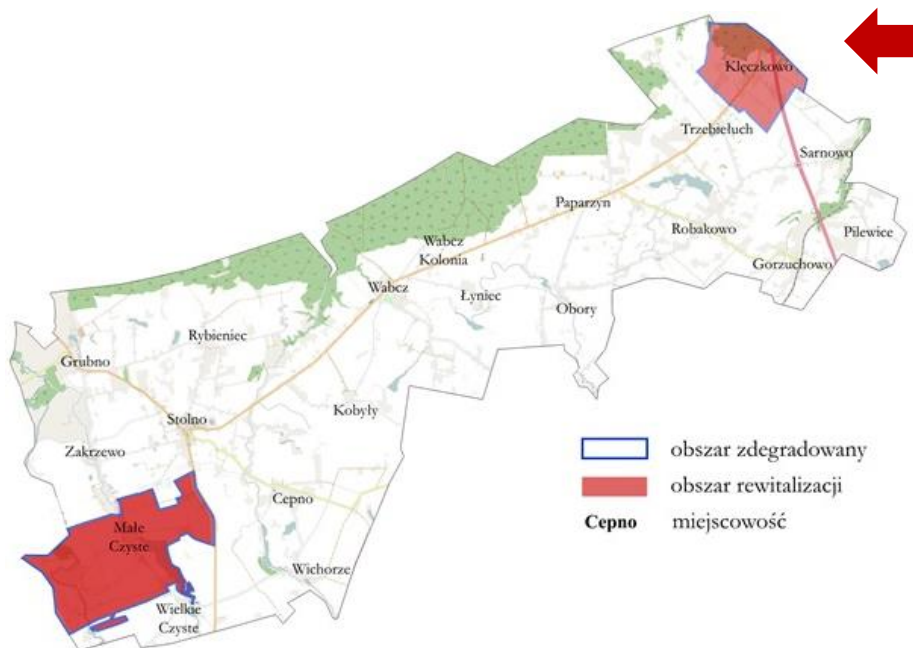 Klęczkowo
Trzebiełuch
Sarnowo
Paparzyn
Robakowo
Pilewice
Gorzuchowo
Wabcz
Kolonia
Wabcz
Łyniec
Obory
Rybieniec
Grubno
Kobyły
Stolno
Zakrzewo
Cepno
Małe
Czyste
Wichorze
Wielkie
Czyste
obszar zdegradowany
obszar rewitalizacji
Cepno miejscowość